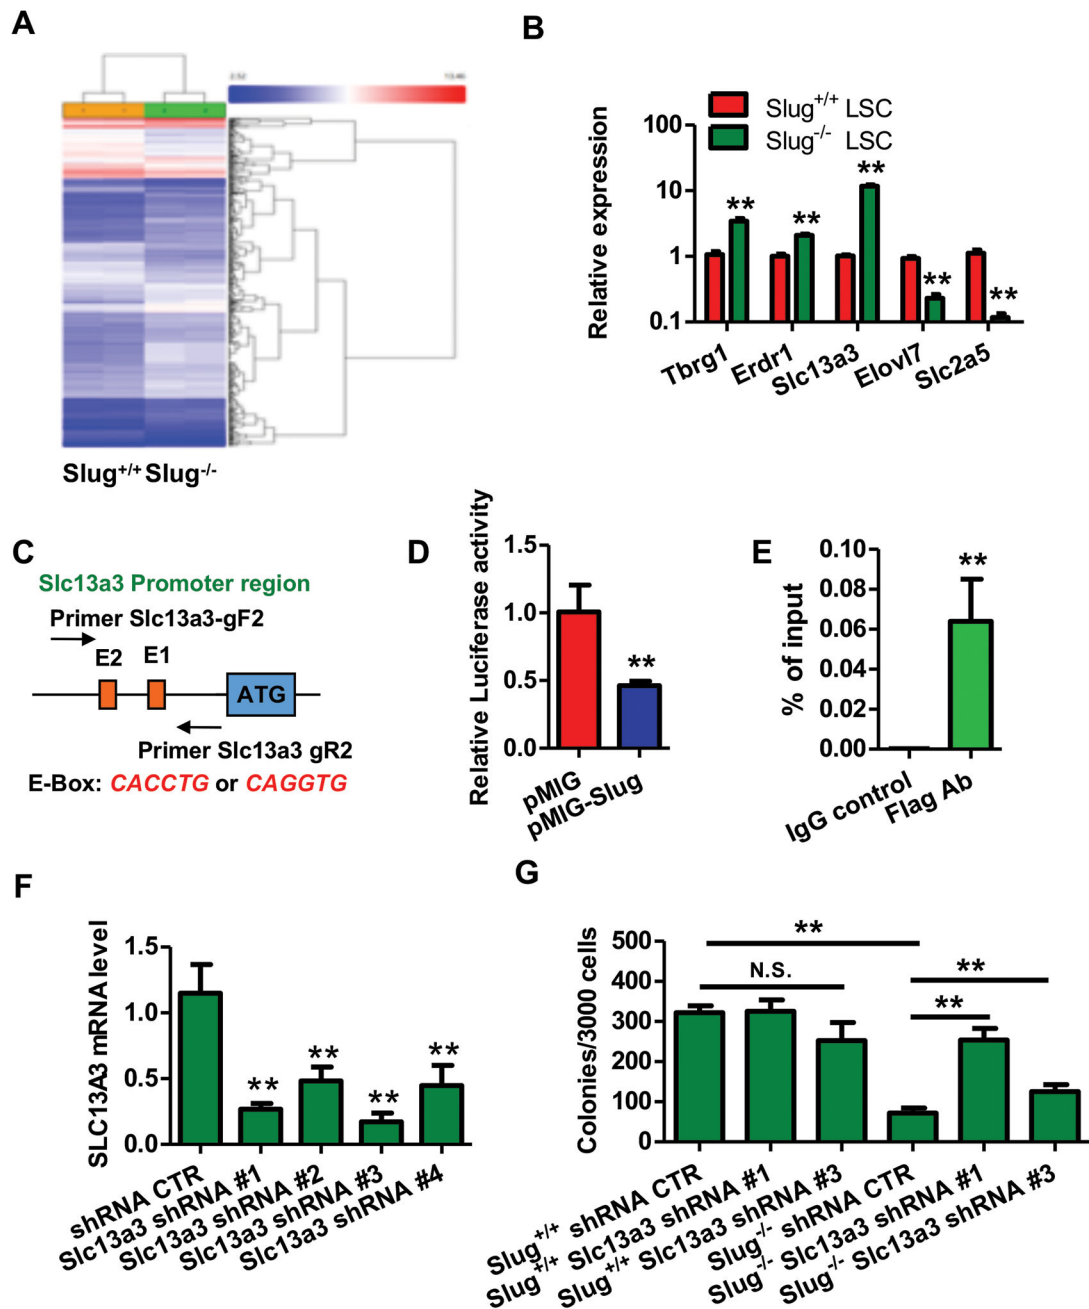 A
2.52
13.46
Slug+/+ Slug-/-
B
Slug+/+ LSC
Slug-/- LSC
Relative expression
100
10
1
0.1
**
**
**
**
**
Tbrg1
Erdr1
Slc13a3
Elovl7
Slc2a5
C
Slc13a3 Promoter region
Primer Slc13a3-gF2
E2
E1
ATG
Primer Slc13a3 gR2
E-Box: CACCTG or CAGGTG
D
Relative Luciferase activity
1.5
1.0
0.5
0.0
**
pMIG
pMIG-Slug
E
% of input
0.10
0.08
0.06
0.04
0.02
0.00
**
IgG control
Flag Ab
F
SLC13A3 mRNA level
1.5
1.0
0.5
0.0
**
**
**
**
shRNA CTR
Slc13a3 shRNA #1
Slc13a3 shRNA #2
Slc13a3 shRNA #3
Slc13a3 shRNA #4
G
Colonies/3000 cells
500
400
300
200
100
0
**
N.S.
**
**
Slug+/+ shRNA CTR
Slug+/+ Slc13a3 shRNA #1
Slug+/+ Slc13a3 shRNA #3
Slug-/- shRNA CTR
Slug-/- Slc13a3 shRNA #1
Slug-/- Slc13a3 shRNA #3